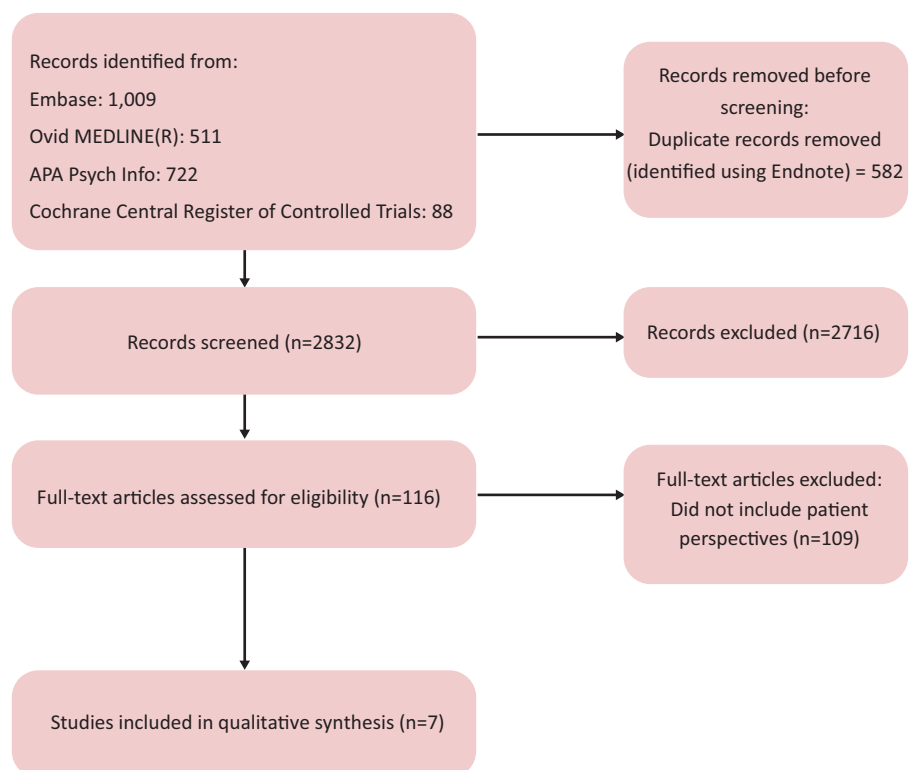 Records identified from:
Embase: 1,009
Ovid MEDLINE(R): 511
APA Psych Info: 722
Cochrane Central Register of Controlled Trials: 88
Records removed before
screening:
Duplicate records removed
(identified using Endnote) = 582
Records screened (n=2832)
Records excluded (n=2716)
Full-text articles assessed for eligibility (n=116)
Full-text articles excluded:
Did not include patient
perspectives (n=109)
Studies included in qualitative synthesis (n=7)